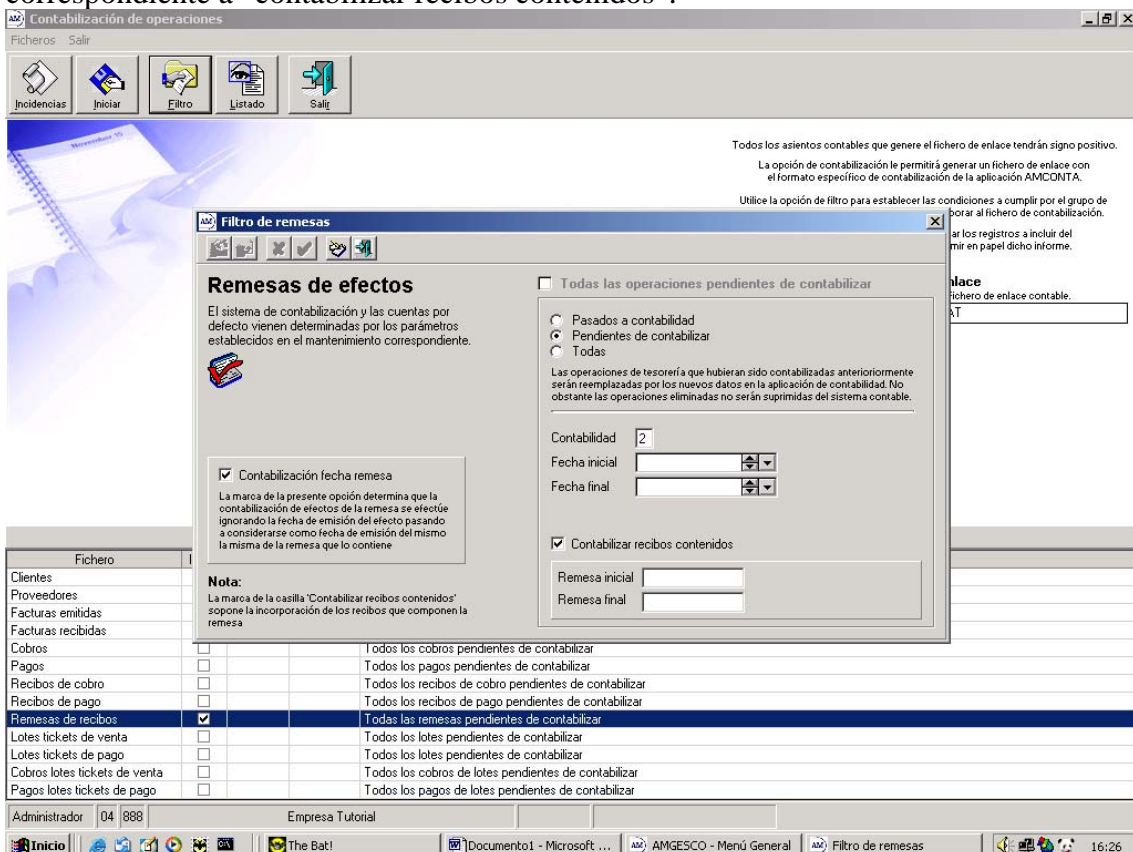 correspondiente a "contabilizar recibos contenidos".
Contabilización de operaciones
Ficheros Salir
Incidencias Iniciar Filtro Listado Salir
November 15
Todos los asientos contables que genere el fichero de enlace tendrán signo positivo.
La opción de contabilización le permitirá generar un fichero de enlace con
el formato específico de contabilización de la aplicación AMCONTA.
Utilice la opción de filtro para establecer las condiciones a cumplir por el grupo de
borar al fichero de contabilización.
ar los registros a incluir del
mir en papel dicho informe.
nlace
fichero de enlace contable.
AT
Filtro de remesas
Remesas de efectos
El sistema de contabilización y las cuentas por
defecto vienen determinadas por los parámetros
establecidos en el mantenimiento correspondiente.
Contabilización fecha remesa
La marca de la presente opción determina que la
contabilización de efectos de la remesa se efectúe
ignorando la fecha de emisión del efecto pasando
a considerarse como fecha de emisión del mismo
la misma de la remesa que lo contiene
Nota:
La marca de la casilla 'Contabilizar recibos contenidos'
sopone la incorporación de los recibos que componen la
remesa
Todas las operaciones pendientes de contabilizar
Pasados a contabilidad
Pendientes de contabilizar
Todas
Las operaciones de tesorería que hubieran sido contabilizadas anteriormente
serán reemplazadas por los nuevos datos en la aplicación de contabilidad. No
obstante las operaciones eliminadas no serán suprimidas del sistema contable.
Contabilidad 2
Fecha inicial
Fecha final
Contabilizar recibos contenidos
Remesa inicial
Remesa final
Fichero I
Clientes
Proveedores
Facturas emitidas
Facturas recibidas
Cobros Todos los cobros pendientes de contabilizar
Pagos Todos los pagos pendientes de contabilizar
Recibos de cobro Todos los recibos de cobro pendientes de contabilizar
Recibos de pago Todos los recibos de pago pendientes de contabilizar
Remesas de recibos Todas las remesas pendientes de contabilizar
Lotes tickets de venta Todos los lotes pendientes de contabilizar
Lotes tickets de pago Todos los lotes pendientes de contabilizar
Cobros lotes tickets de venta Todos los cobros de lotes pendientes de contabilizar
Pagos lotes tickets de pago Todos los pagos de lotes pendientes de contabilizar
Administrador 04 888 Empresa Tutorial
Inicio The Bat! Documento1 - Microsoft ... AMGESCO - Menú General Filtro de remesas 16:26